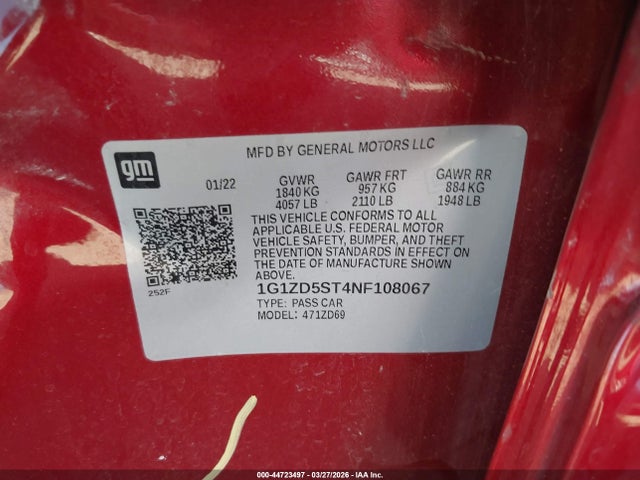 MFD BY GENERAL MOTORS LLC
gm
01/22
GVWR GAWR FRT GAWR RR
1840 KG 957 KG 884 KG
4057 LB 2110 LB 1948 LB
THIS VEHICLE CONFORMS TO ALL
APPLICABLE U.S. FEDERAL MOTOR
VEHICLE SAFETY, BUMPER, AND THEFT
PREVENTION STANDARDS IN EFFECT ON
THE DATE OF MANUFACTURE SHOWN
ABOVE.
252F
1G1ZD5ST4NF108067
TYPE: PASS CAR
MODEL: 471ZD69
000-44723497 - 03/27/2026 - IAA Inc.